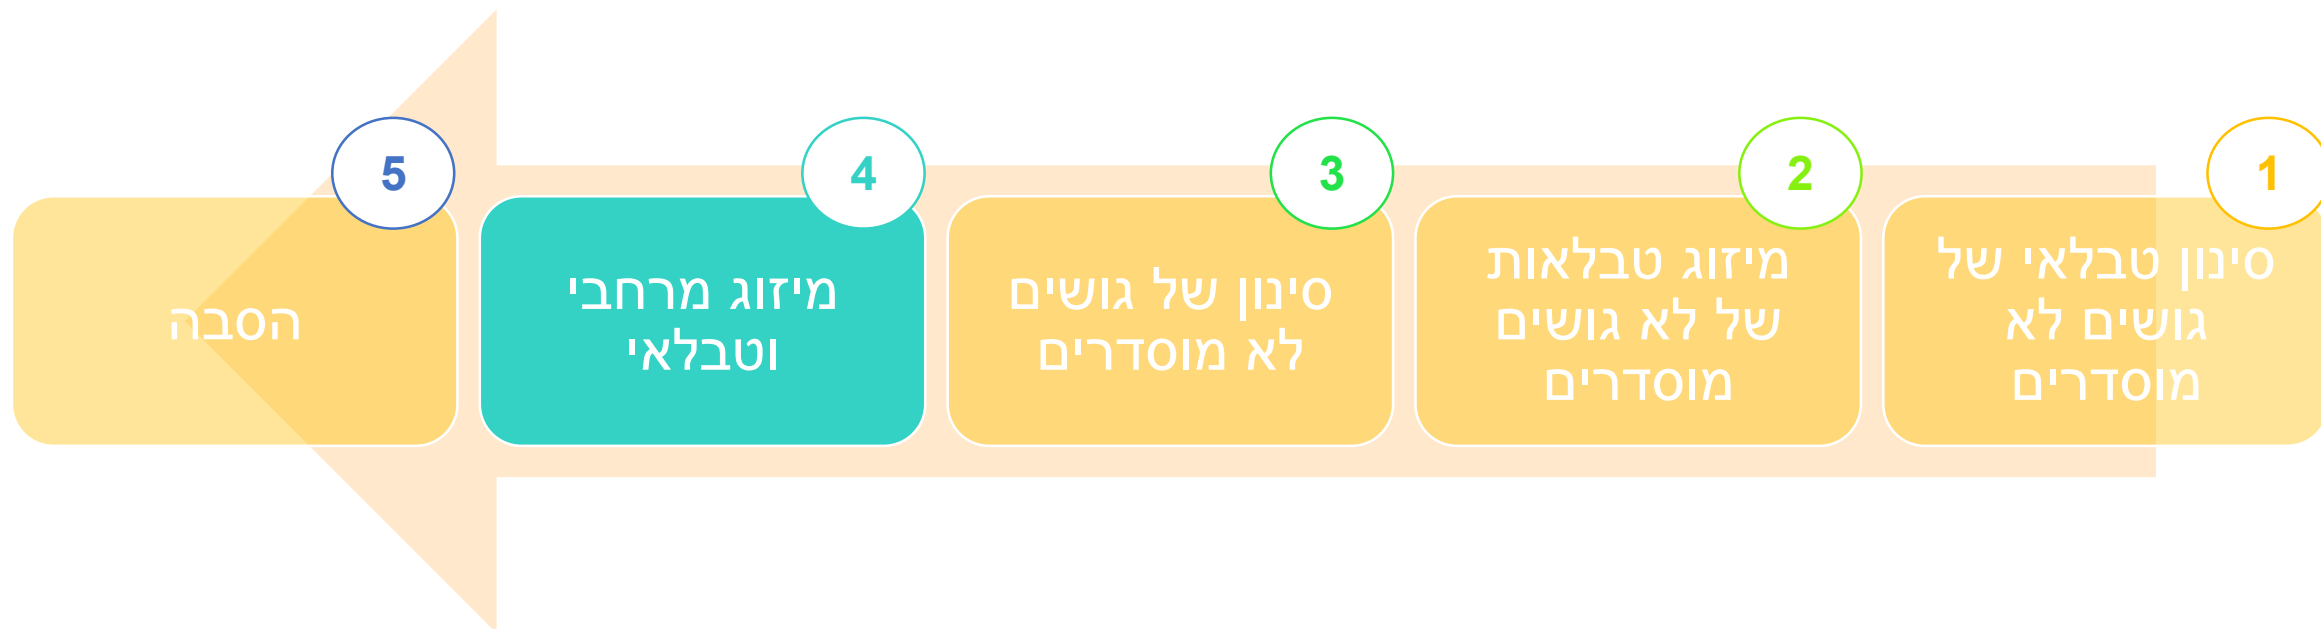 1
סינון טבלאי של
גושים לא
מוסדרים
2
מיזוג טבלאות
של לא גושים
מוסדרים
3
סינון של גושים
לא מוסדרים
4
מיזוג מרחבי
וטבלאי
5
הסבה